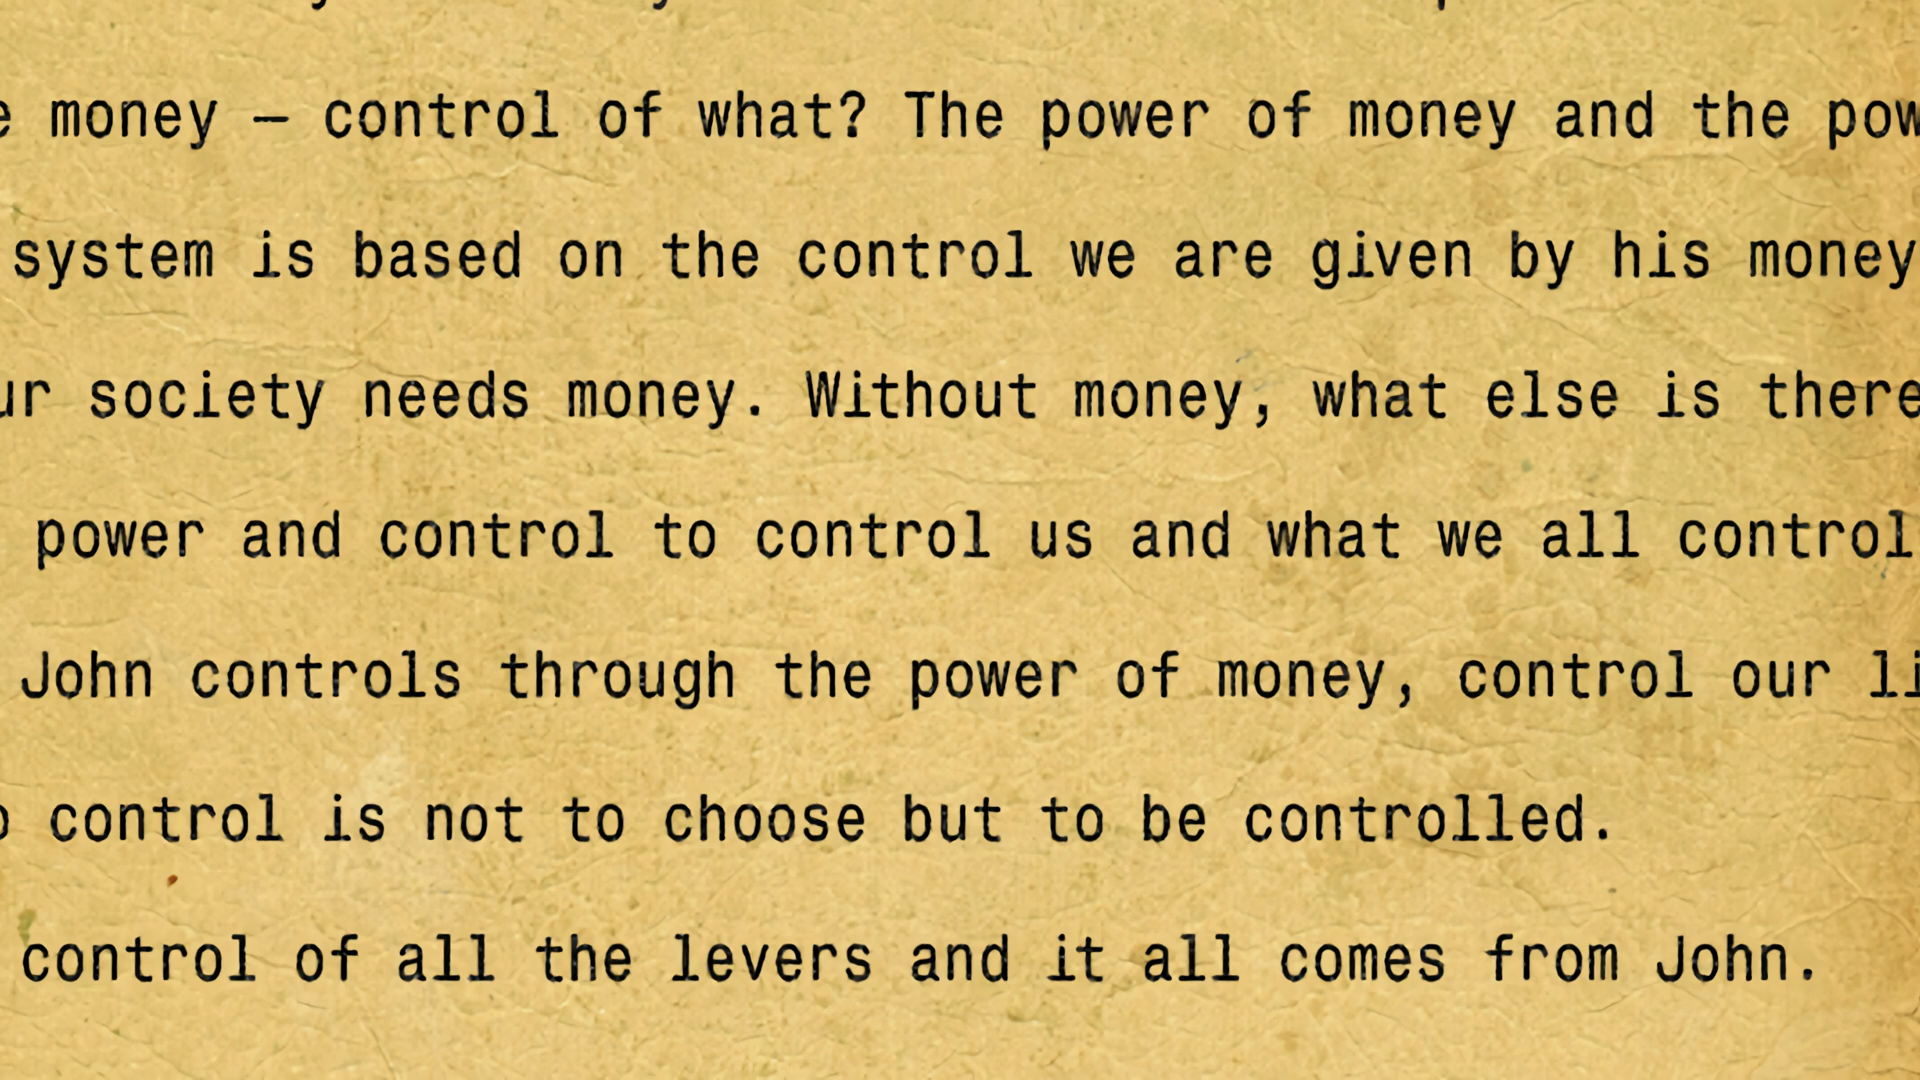 money — control of what? The power of money and the
system is based on the control we are given by his money
society needs money. Without money, what else is there
power and control to control us and what we all control
John controls through the power of money, control our
control is not to choose but to be controlled.
control of all the levers and it all comes from John.